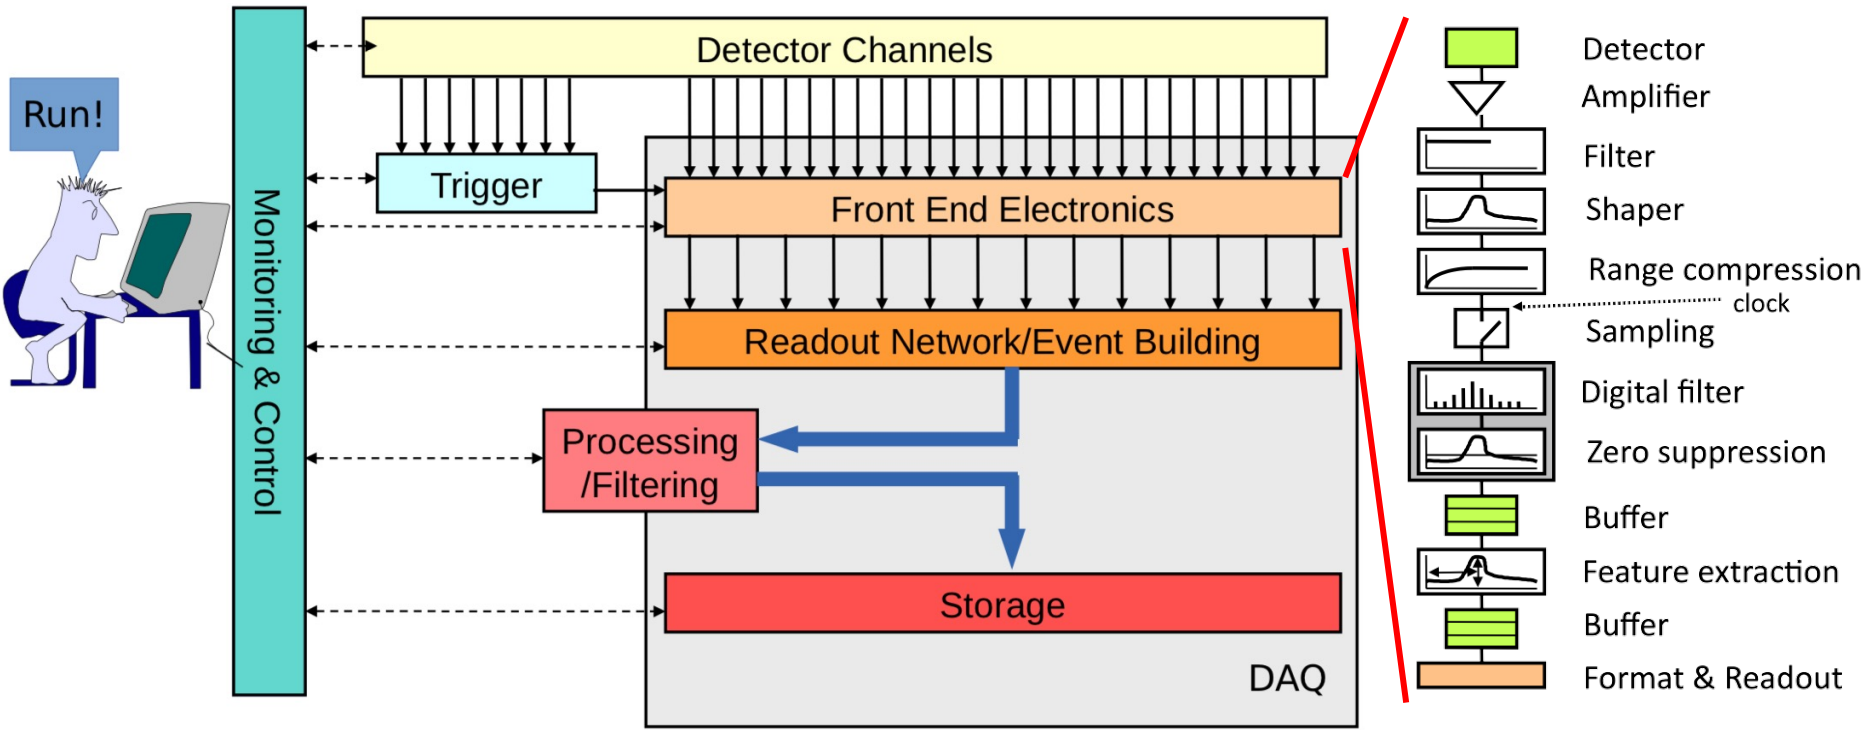 Run!
Monitoring & Control
Detector Channels
Trigger
Front End Electronics
Readout Network/Event Building
Processing
/Filtering
Storage
DAQ
Detector
Amplifier
Filter
Shaper
Range compression
clock
Sampling
Digital filter
Zero suppression
Buffer
Feature extraction
Buffer
Format & Readout